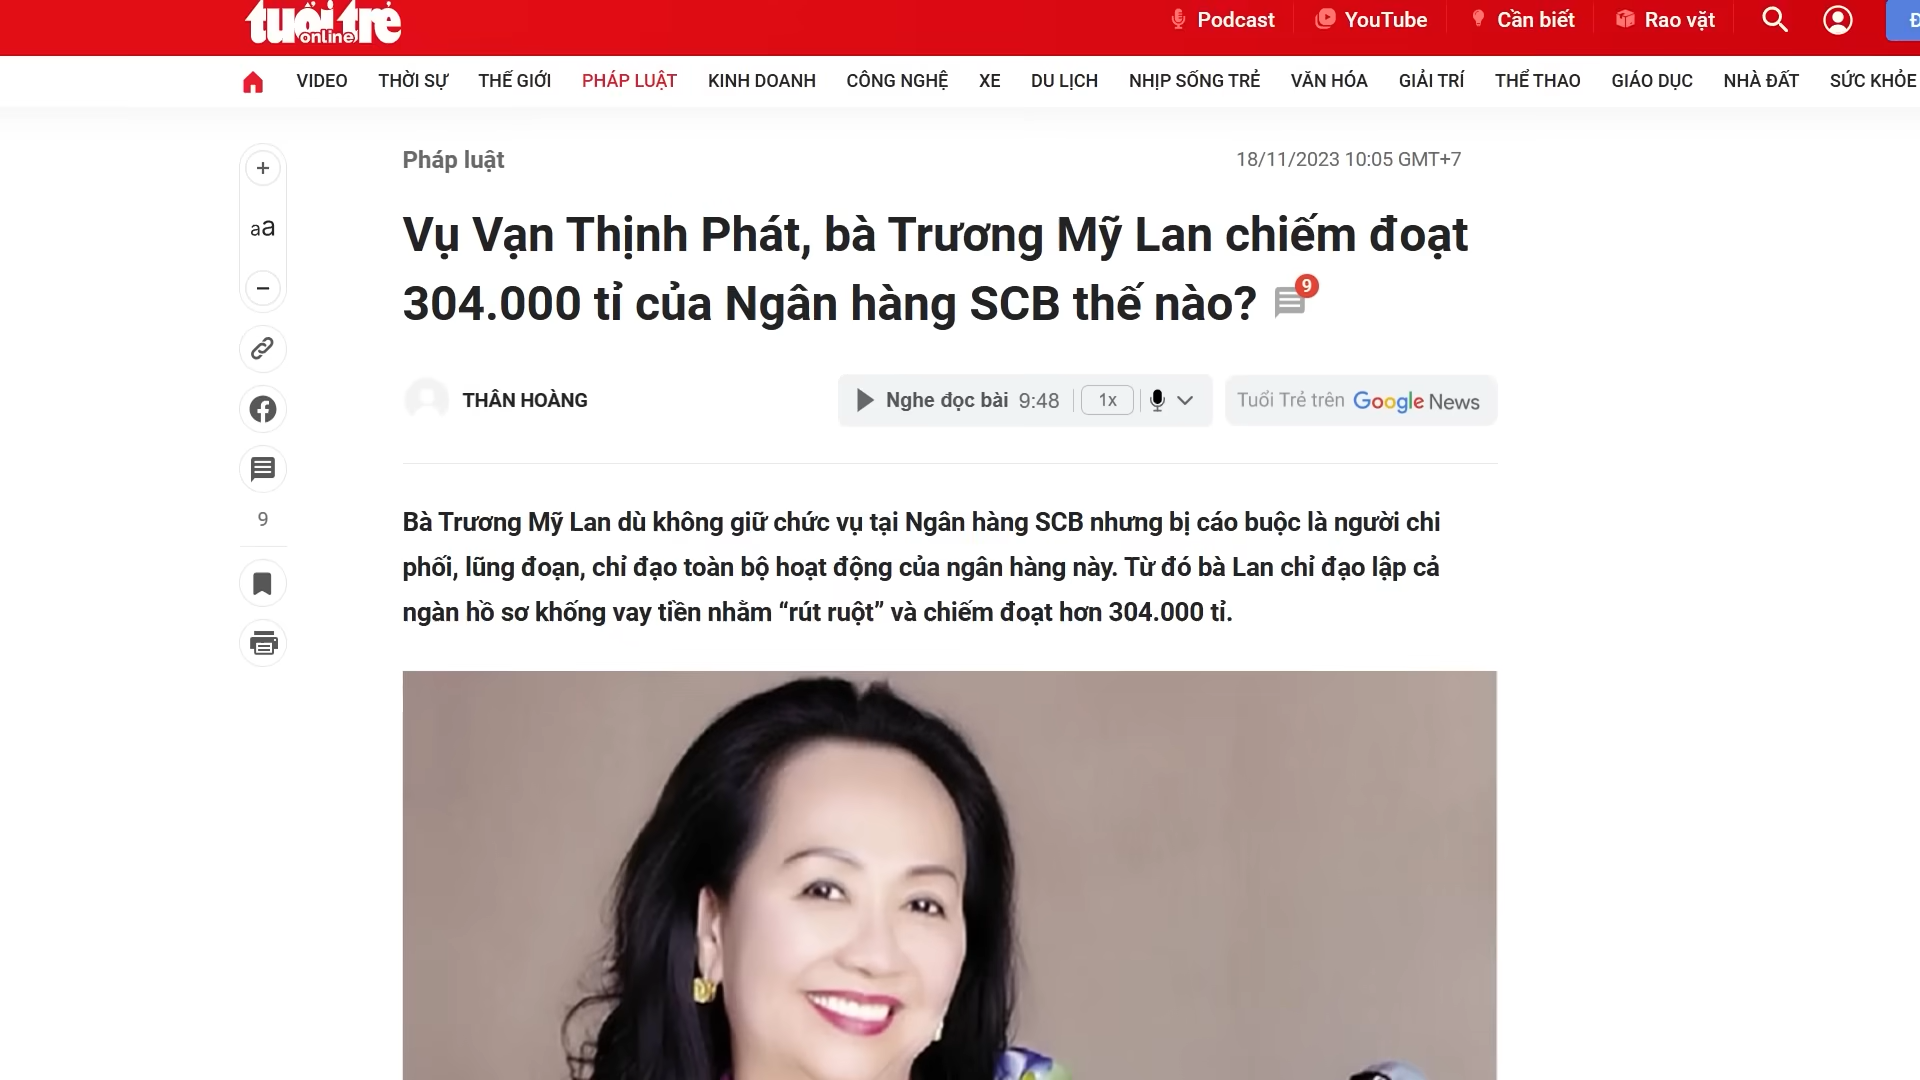 tuổi trẻ
online
Podcast
YouTube
Cần biết
Rao vặt
VIDEO THỜI SỰ THẾ GIỚI PHÁP LUẬT KINH DOANH CÔNG NGHỆ XE DU LỊCH NHỊP SỐNG TRẺ VĂN HÓA GIẢI TRÍ THỂ THAO GIÁO DỤC NHÀ ĐẤT SỨC KHỎE
+
aa
−
9
Pháp luật
18/11/2023 10:05 GMT+7
Vụ Vạn Thịnh Phát, bà Trương Mỹ Lan chiếm đoạt
304.000 tỉ của Ngân hàng SCB thế nào? 9
THÂN HOÀNG
Nghe đọc bài 9:48 1x
Tuổi Trẻ trên Google News
Bà Trương Mỹ Lan dù không giữ chức vụ tại Ngân hàng SCB nhưng bị cáo buộc là người chi
phối, lũng đoạn, chỉ đạo toàn bộ hoạt động của ngân hàng này. Từ đó bà Lan chỉ đạo lập cả
ngàn hồ sơ khống vay tiền nhằm “rút ruột” và chiếm đoạt hơn 304.000 tỉ.